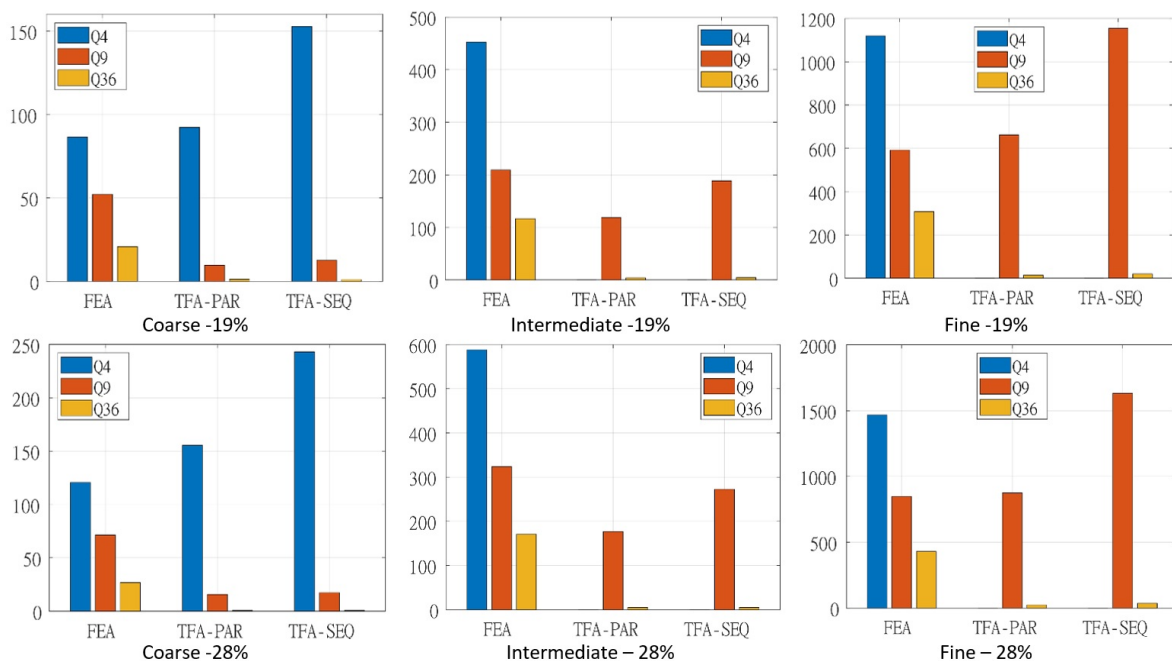 150
100
50
0
Q4
Q9
Q36
FEA
TFA-PAR
TFA-SEQ
Coarse -19%
500
400
300
200
100
0
Q4
Q9
Q36
FEA
TFA-PAR
TFA-SEQ
Intermediate -19%
1200
1000
800
600
400
200
0
Q4
Q9
Q36
FEA
TFA-PAR
TFA-SEQ
Fine -19%
250
200
150
100
50
0
Q4
Q9
Q36
FEA
TFA-PAR
TFA-SEQ
Coarse -28%
600
500
400
300
200
100
0
Q4
Q9
Q36
FEA
TFA-PAR
TFA-SEQ
Intermediate – 28%
2000
1500
1000
500
0
Q4
Q9
Q36
FEA
TFA-PAR
TFA-SEQ
Fine – 28%